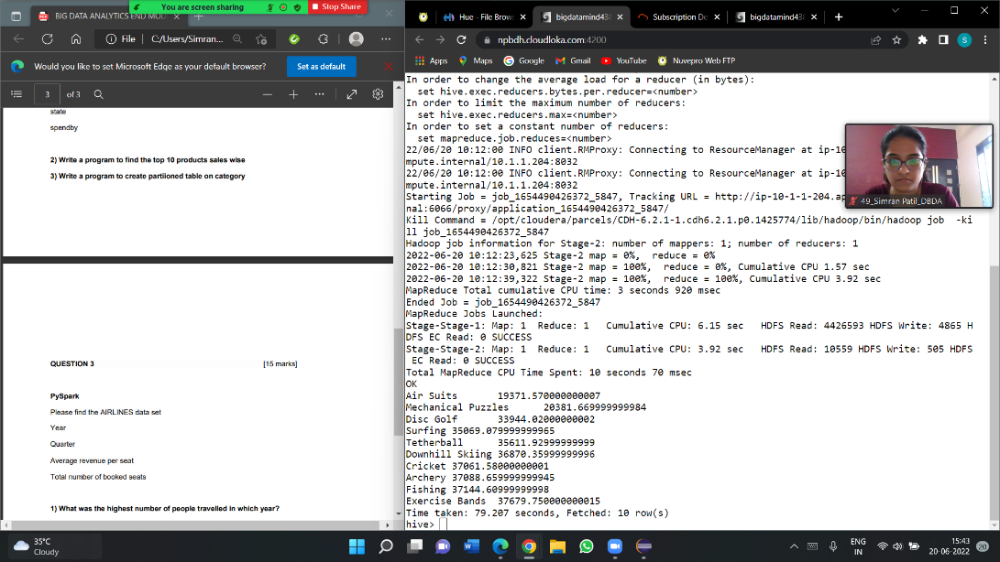 BIG DATA ANALYTICS END MOD
You are screen sharing
Stop Share
File
C:/Users/Simran...
Would you like to set Microsoft Edge as your default browser?
Set as default
3
of 3
state
spendby
2) Write a program to find the top 10 products sales wise
3) Write a program to create partiioned table on category
QUESTION 3
[15 marks]
PySpark
Please find the AIRLINES data set
Year
Quarter
Average revenue per seat
Total number of booked seats
1) What was the highest number of people travelled in which year?
Hue - File Brows
bigdatamind438
Subscription De
bigdatamind438
npbdh.cloudloka.com:4200
Apps
Maps
Google
Gmail
YouTube
Nuvepro Web FTP
In order to change the average load for a reducer (in bytes):
set hive.exec.reducers.bytes.per.reducer=<number>
In order to limit the maximum number of reducers:
set hive.exec.reducers.max=<number>
In order to set a constant number of reducers:
set mapreduce.job.reduces=<number>
22/06/20 10:12:00 INFO client.RMProxy: Connecting to ResourceManager at ip-10
mpute.internal/10.1.1.204:8032
22/06/20 10:12:00 INFO client.RMProxy: Connecting to ResourceManager at ip-10
mpute.internal/10.1.1.204:8032
Starting Job = job_1654490426372_5847, Tracking URL = http://ip-10-1-1-204.ap
nal:6066/proxy/application_1654490426372_5847/
Kill Command = /opt/cloudera/parcels/CDH-6.2.1-1.cdh6.2.1.p0.1425774/lib/hadoop/bin/hadoop job -ki
ll job_1654490426372_5847
Hadoop job information for Stage-2: number of mappers: 1; number of reducers: 1
2022-06-20 10:12:23,625 Stage-2 map = 0%, reduce = 0%
2022-06-20 10:12:30,821 Stage-2 map = 100%, reduce = 0%, Cumulative CPU 1.57 sec
2022-06-20 10:12:39,322 Stage-2 map = 100%, reduce = 100%, Cumulative CPU 3.92 sec
MapReduce Total cumulative CPU time: 3 seconds 920 msec
Ended Job = job_1654490426372_5847
MapReduce Jobs Launched:
Stage-Stage-1: Map: 1 Reduce: 1 Cumulative CPU: 6.15 sec HDFS Read: 4426593 HDFS Write: 4865 H
DFS EC Read: 0 SUCCESS
Stage-Stage-2: Map: 1 Reduce: 1 Cumulative CPU: 3.92 sec HDFS Read: 10559 HDFS Write: 505 HDFS
EC Read: 0 SUCCESS
Total MapReduce CPU Time Spent: 10 seconds 70 msec
OK
Air Suits 19371.570000000007
Mechanical Puzzles 20381.669999999984
Disc Golf 33944.02000000002
Surfing 35069.079999999965
Tetherball 35611.92999999999
Downhill Skiing 36870.35999999996
Cricket 37061.58000000001
Archery 37088.659999999945
Fishing 37144.60999999998
Exercise Bands 37679.750000000015
Time taken: 79.207 seconds, Fetched: 10 row(s)
hive>
49_Simran Patil_DBDA
35°C
Cloudy
ENG
IN
15:43
20-06-2022
20